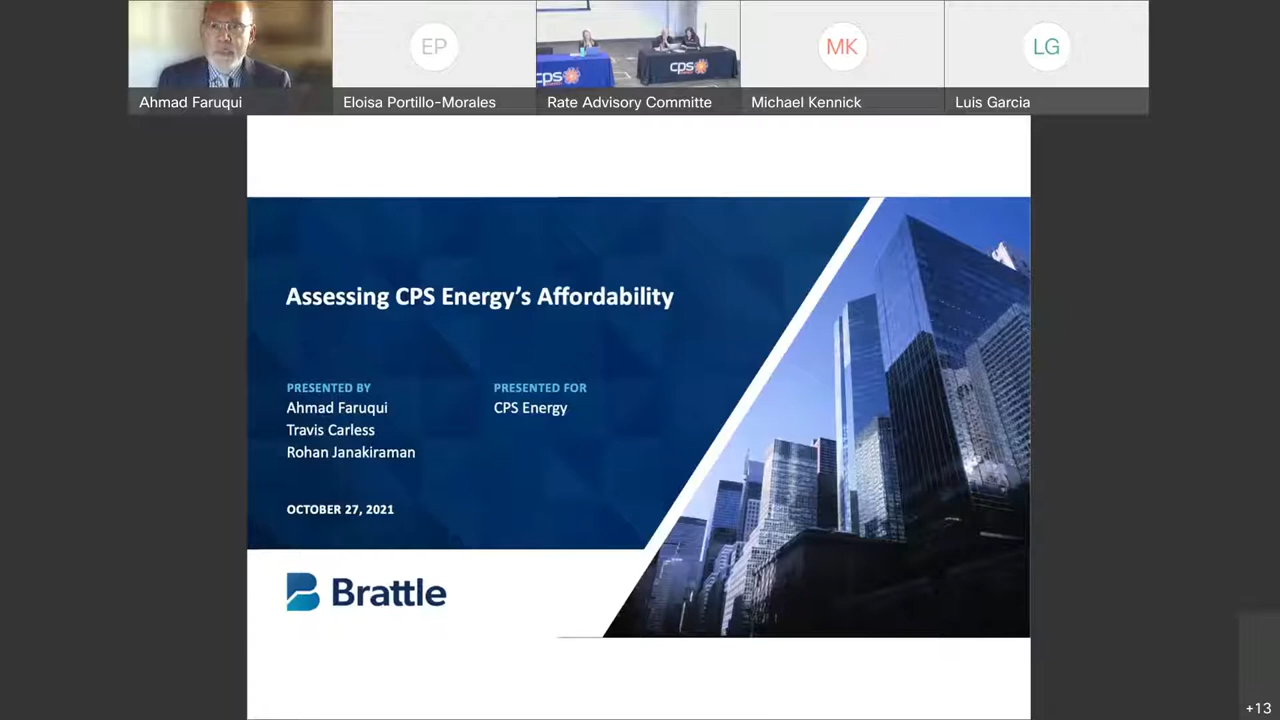 Ahmad Faruqui
EP
Eloisa Portillo-Morales
cps
cps
Rate Advisory Committe
MK
Michael Kennick
LG
Luis Garcia
Assessing CPS Energy's Affordability
PRESENTED BY
Ahmad Faruqui
Travis Carless
Rohan Janakiraman
PRESENTED FOR
CPS Energy
OCTOBER 27, 2021
Brattle
+13